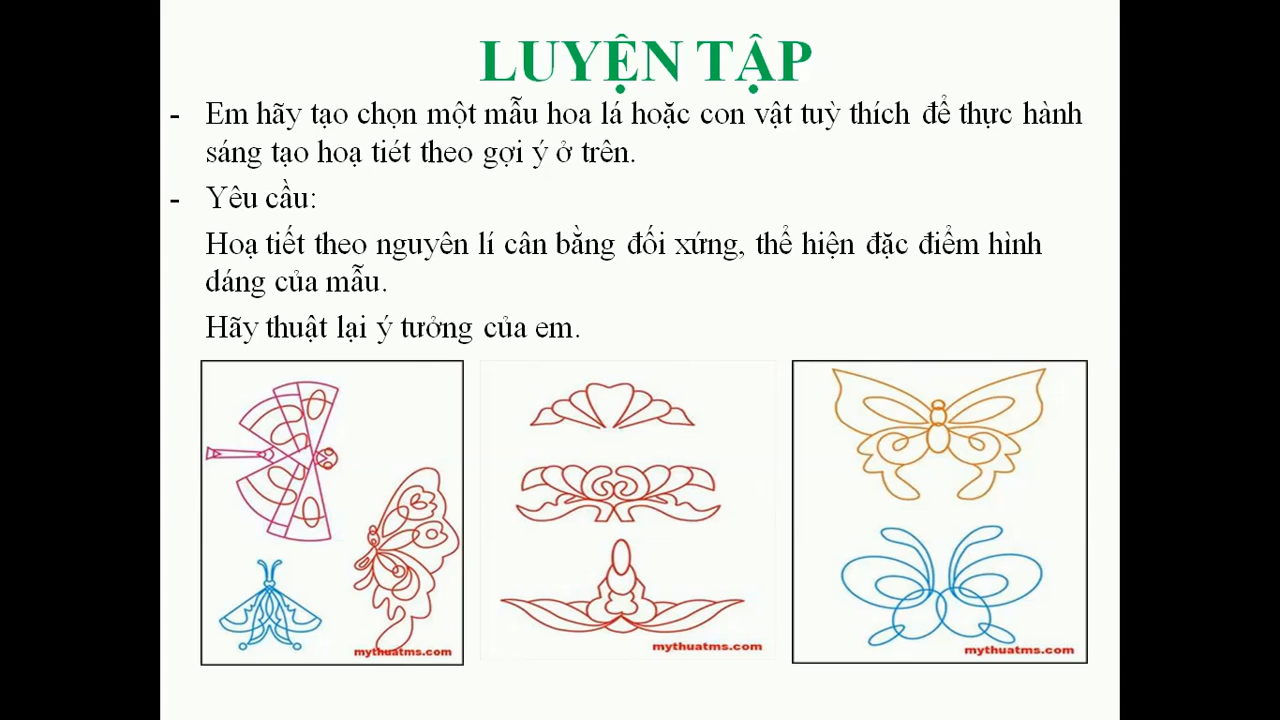 LUYỆN TẬP
- Em hãy tạo chọn một mẫu hoa lá hoặc con vật tuỳ thích để thực hành
sáng tạo hoạ tiét theo gợi ý ở trên.
- Yêu cầu:
Hoạ tiết theo nguyên lí cân bằng đối xứng, thể hiện đặc điểm hình
dáng của mẫu.
Hãy thuật lại ý tưởng của em.
mythuatms.com
mythuatms.com
mythuatms.com